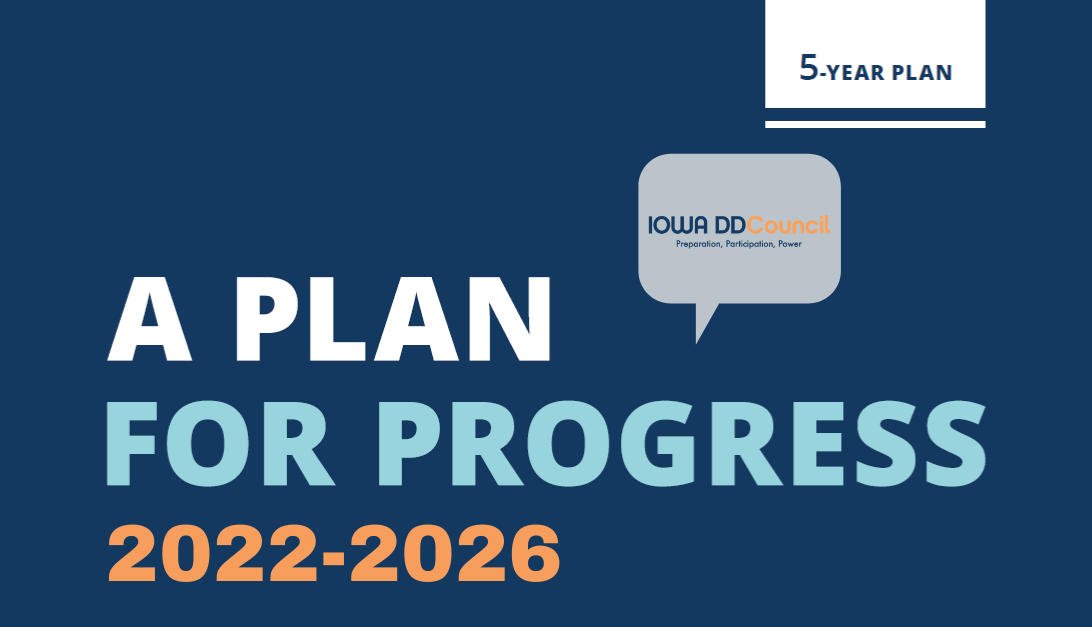 5-YEAR PLAN
IOWA DDCouncil
Preparation, Participation, Power
A PLAN
FOR PROGRESS
2022-2026